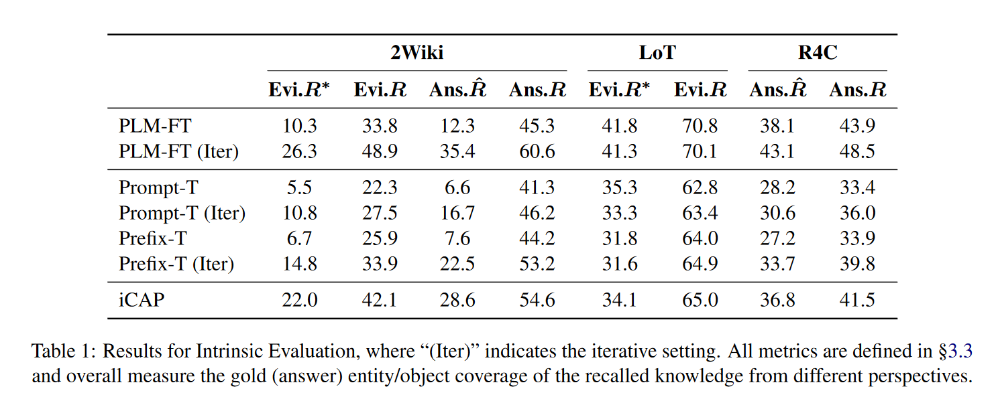 2Wiki LoT R4C
Evi.R* Evi.R Ans.R̂ Ans.R Evi.R* Evi.R Ans.R̂ Ans.R
PLM-FT 10.3 33.8 12.3 45.3 41.8 70.8 38.1 43.9
PLM-FT (Iter) 26.3 48.9 35.4 60.6 41.3 70.1 43.1 48.5
Prompt-T 5.5 22.3 6.6 41.3 35.3 62.8 28.2 33.4
Prompt-T (Iter) 10.8 27.5 16.7 46.2 33.3 63.4 30.6 36.0
Prefix-T 6.7 25.9 7.6 44.2 31.8 64.0 27.2 33.9
Prefix-T (Iter) 14.8 33.9 22.5 53.2 31.6 64.9 33.7 39.8
iCAP 22.0 42.1 28.6 54.6 34.1 65.0 36.8 41.5
Table 1: Results for Intrinsic Evaluation, where “(Iter)” indicates the iterative setting. All metrics are defined in §3.3
and overall measure the gold (answer) entity/object coverage of the recalled knowledge from different perspectives.